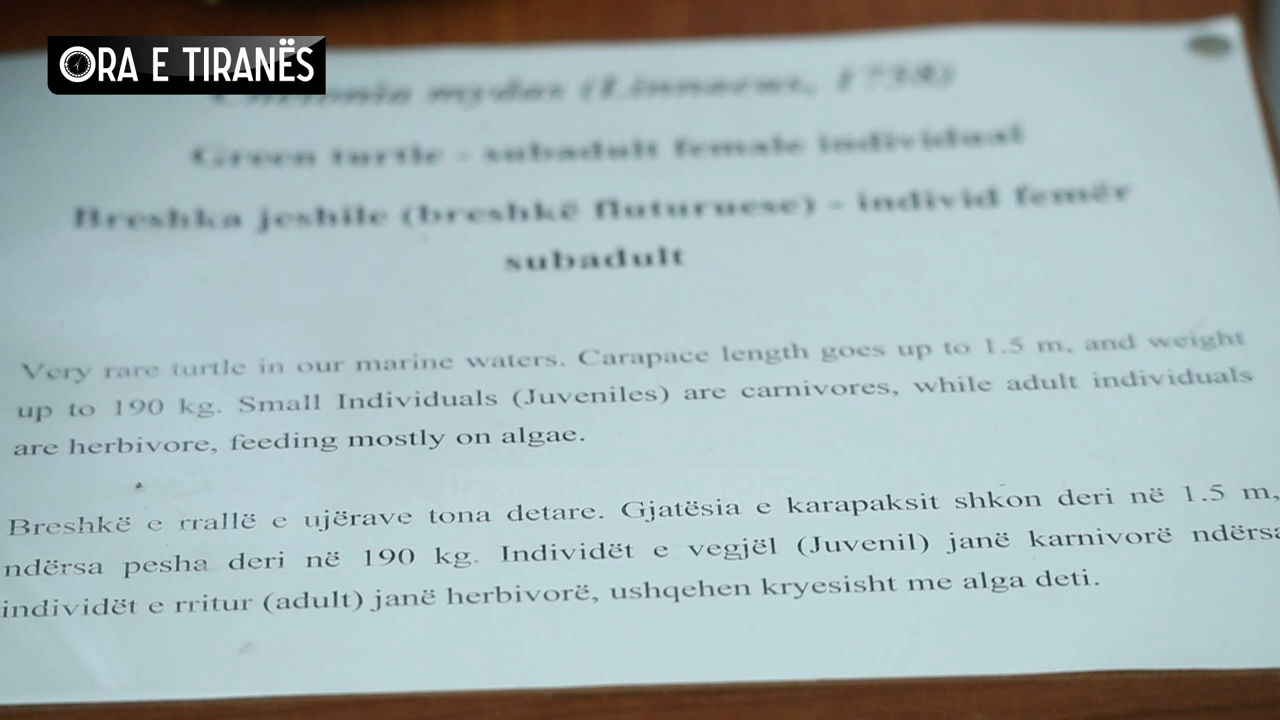 ORA E TIRANËS
Chelonia mydas (Linnaeus, 1758)
Green turtle - subadult female individual
Breshka jeshile (breshkë fluturuese) - individ femër
subadult
Very rare turtle in our marine waters. Carapace length goes up to 1.5 m, and weight
up to 190 kg. Small Individuals (Juveniles) are carnivores, while adult individuals
are herbivore, feeding mostly on algae.
Breshkë e rrallë e ujërave tona detare. Gjatësia e karapaksit shkon deri në 1.5 m,
ndërsa pesha deri në 190 kg. Individët e vegjël (Juvenil) janë karnivorë ndërsa
individët e rritur (adult) janë herbivorë, ushqehen kryesisht me alga deti.